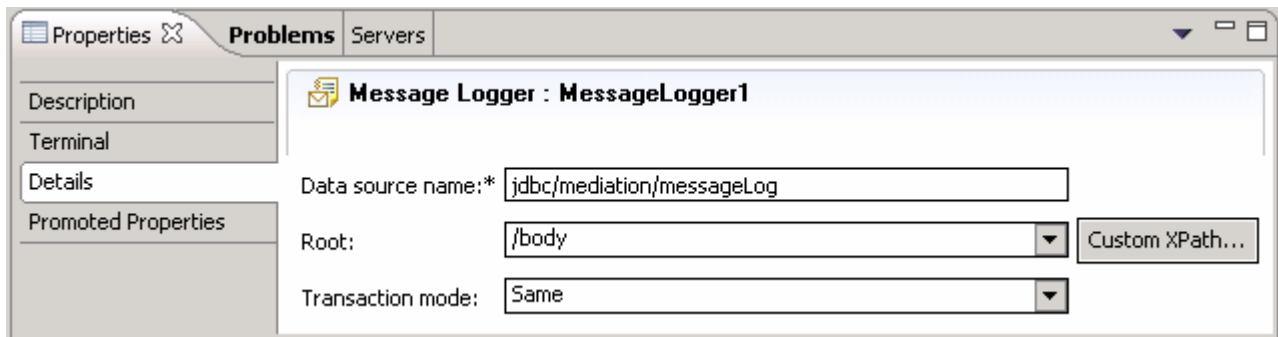 Properties Problems Servers
Description
Terminal
Details
Promoted Properties
Message Logger : MessageLogger1
Data source name:* jdbc/mediation/messageLog
Root: /body Custom XPath...
Transaction mode: Same